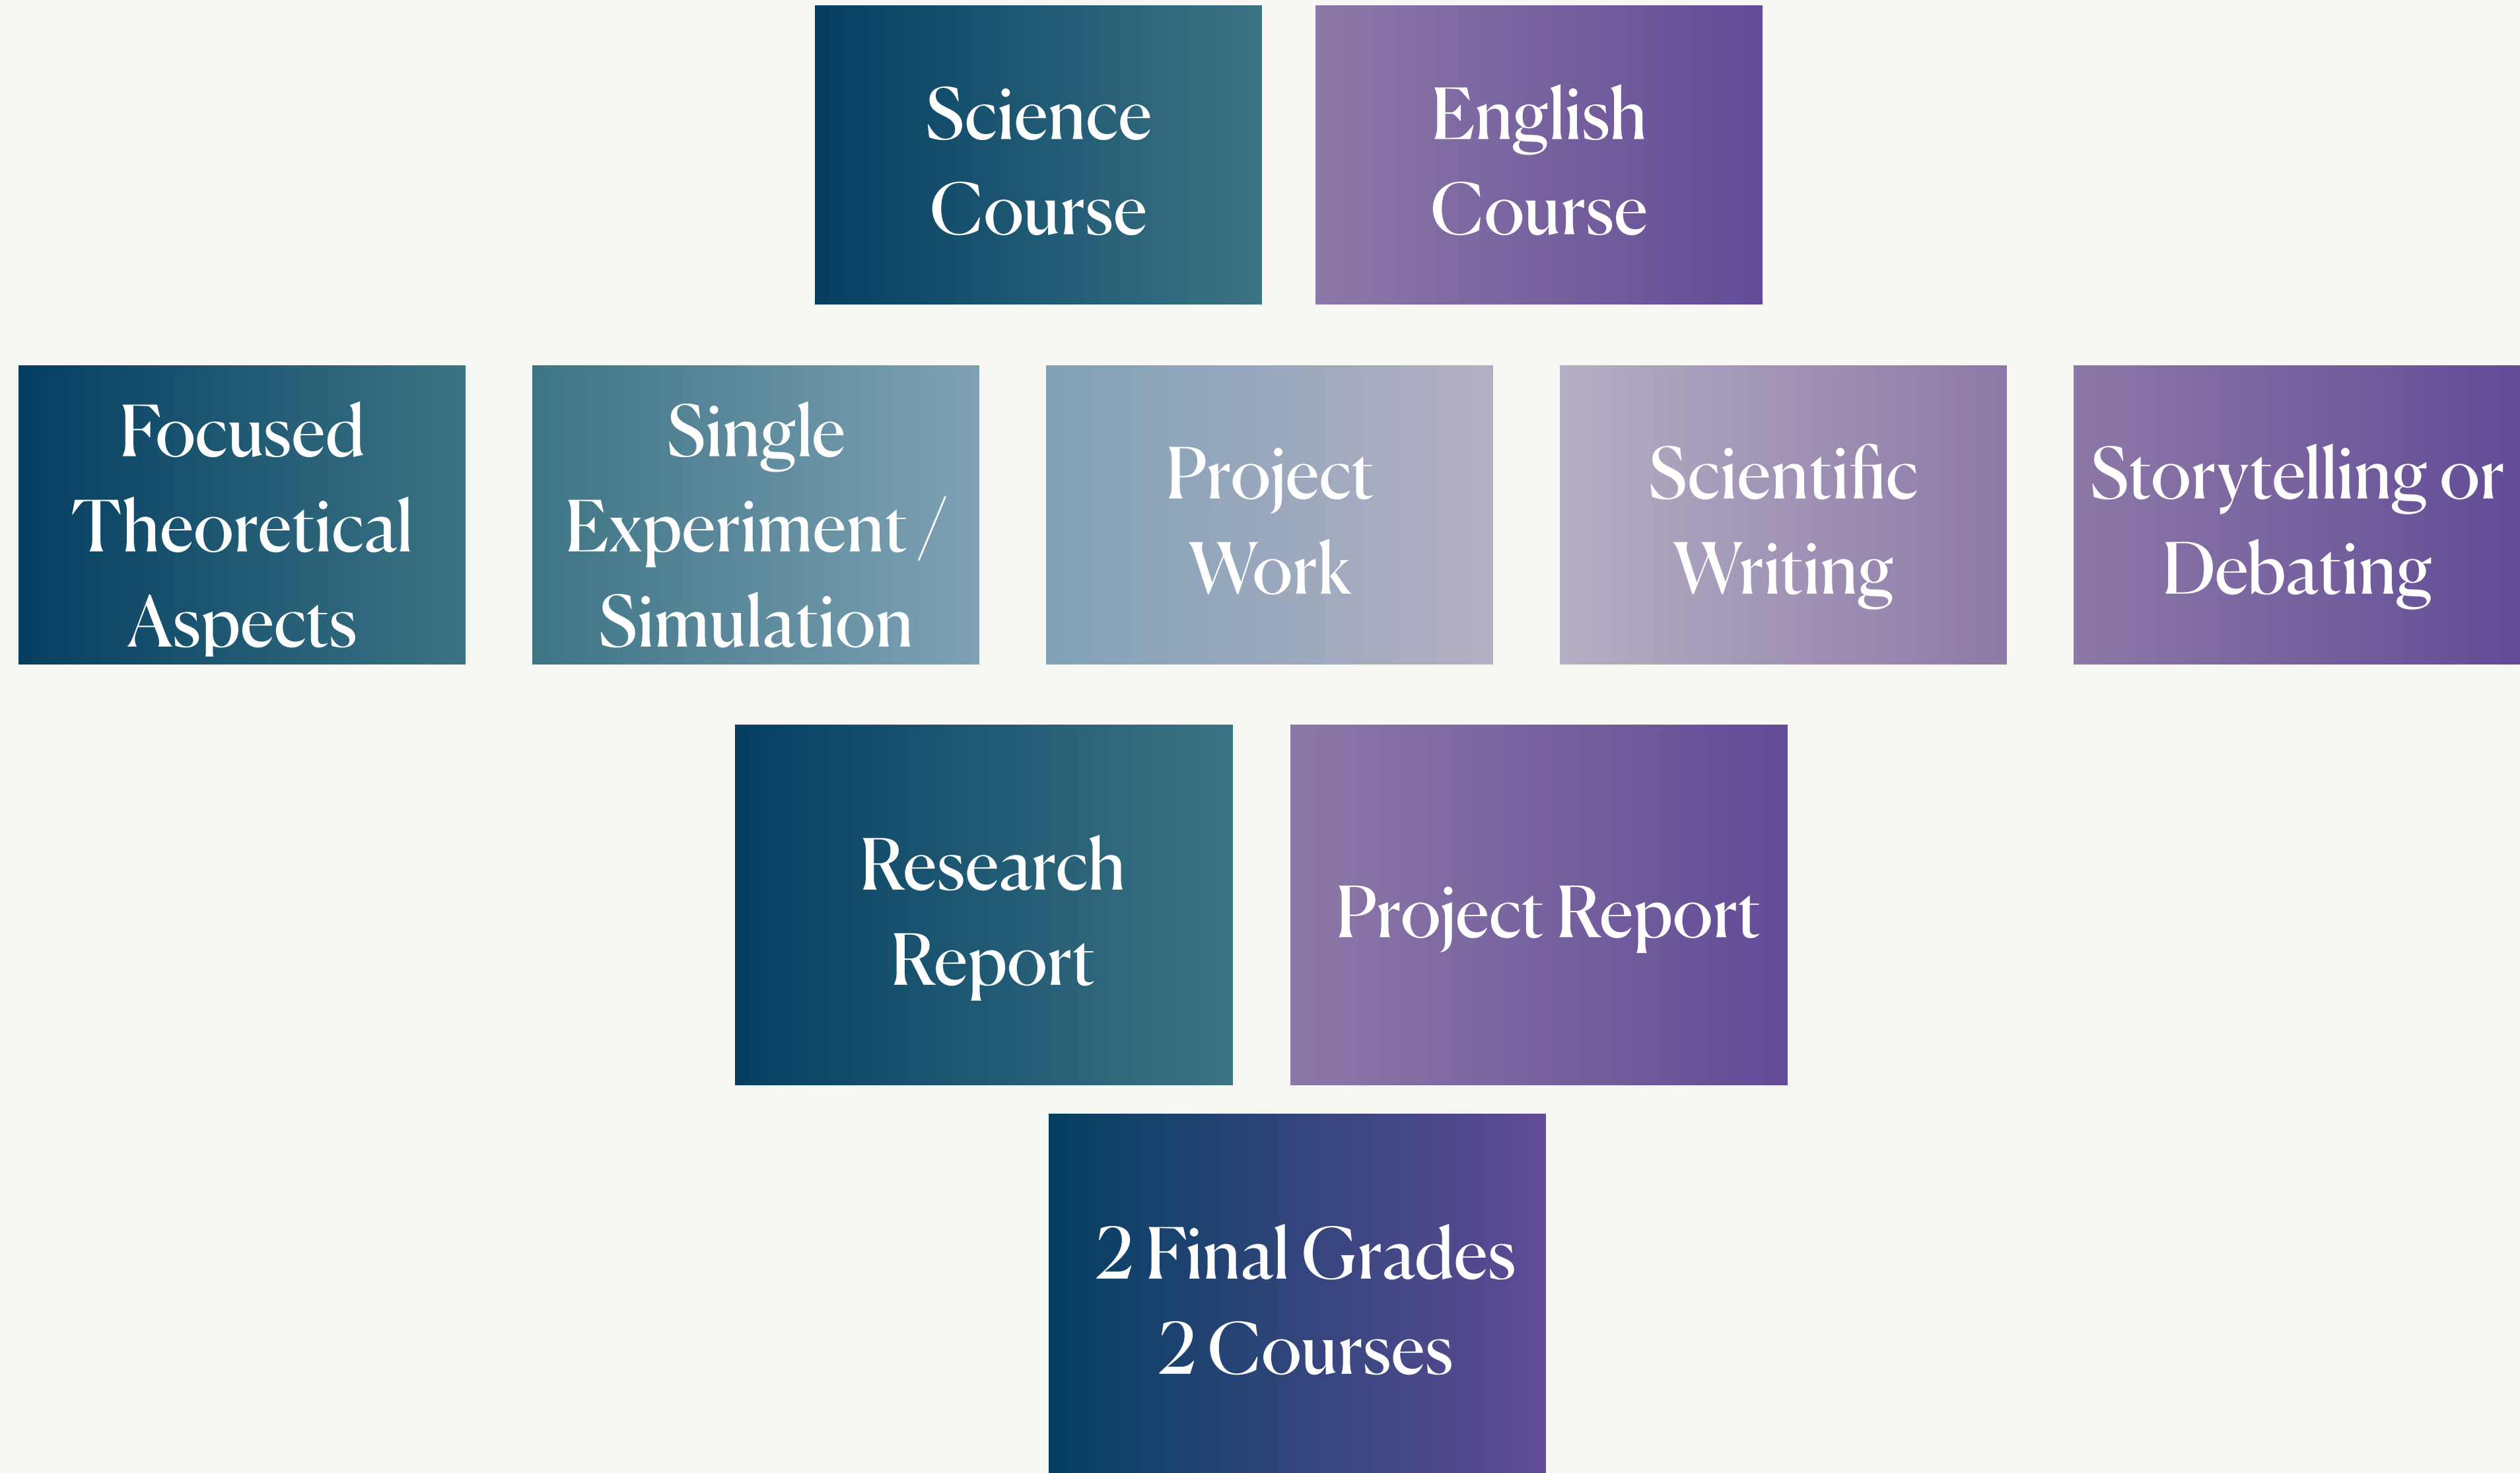 Science
Course
English
Course
Focused
Theoretical
Aspects
Single
Experiment /
Simulation
Project
Work
Scientific
Writing
Storytelling or
Debating
Research
Report
Project Report
2 Final Grades
2 Courses